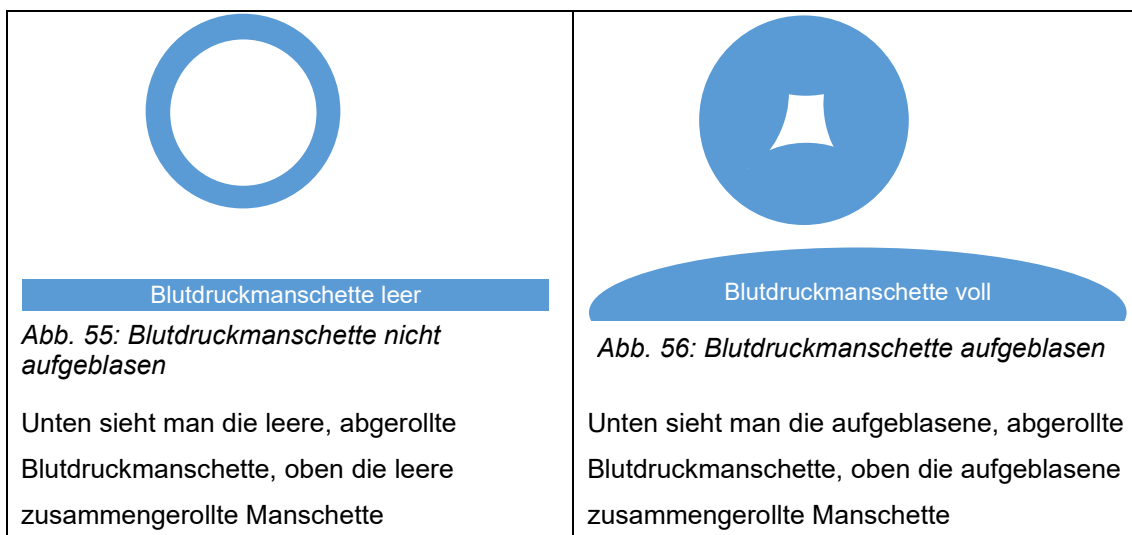 Blutdruckmanschette leer
Abb. 55: Blutdruckmanschette nicht
aufgeblasen
Unten sieht man die leere, abgerollte
Blutdruckmanschette, oben die leere
zusammengerollte Manschette
Blutdruckmanschette voll
Abb. 56: Blutdruckmanschette aufgeblasen
Unten sieht man die aufgeblasene, abgerollte
Blutdruckmanschette, oben die aufgeblasene
zusammengerollte Manschette